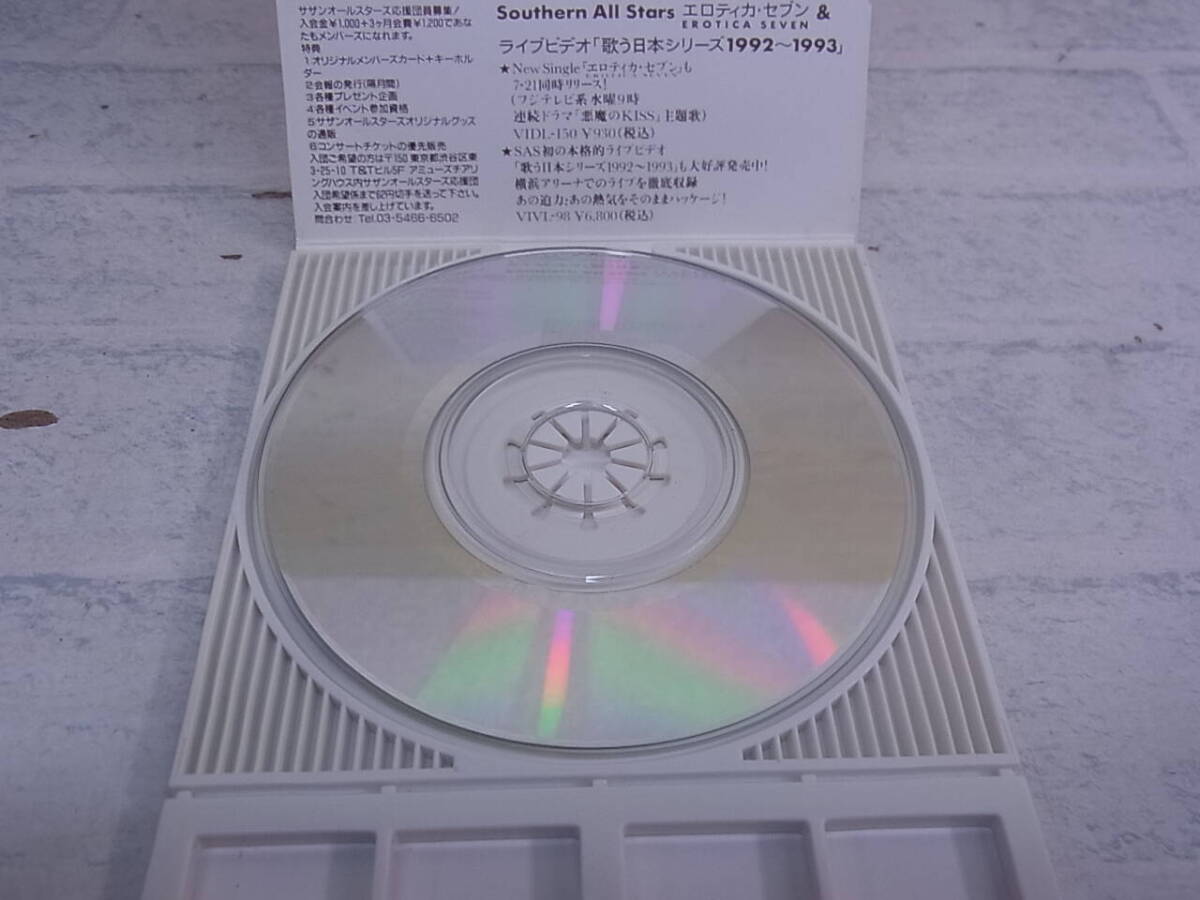 サザンオールスターズ応援団員募集!
入会金¥1,000+3ヶ月会費¥1,200であな
たもメンバーズになれます。
特典
1オリジナルメンバーズカード+キーホル
ダー
2会報の発行(隔月間)
3各種プレゼント企画
4各種イベント参加資格
5サザンオールスターズオリジナルグッズ
の通販
6コンサートチケットの優先販売
入団ご希望の方は〒150 東京都渋谷区東
3-25-10 T&Tビル5F アミューズチアリ
ングハウス内サザンオールスターズ応援団
入団希望係まで62円切手を送って下さい。
入会案内を差し上げています。
問合わせ Tel.03-5466-6502
Southern All Stars エロティカ・セブン &
EROTICA SEVEN
ライブビデオ「歌う日本シリーズ1992〜1993」
★New Single「エロティカ・セブン」も
EROTICA SEVEN
7・21同時リリース!
(フジテレビ系 水曜9時
連続ドラマ「悪魔のKISS」主題歌)
VIDL-150 ¥930(税込)
★SAS初の本格的ライブビデオ
「歌う日本シリーズ1992〜1993」も大好評発売中!
横浜アリーナでのライブを徹底収録
あの迫力:あの熱気をそのままパッケージ!
VIVL-98 ¥6,800(税込)